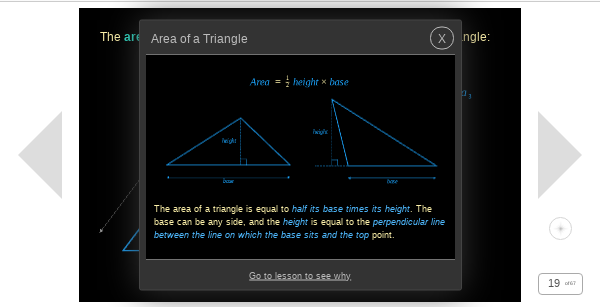 The are
ngle:
Area of a Triangle
X
Area = 1/2 height × base
a 3
height
height
base
base
The area of a triangle is equal to half its base times its height. The
base can be any side, and the height is equal to the perpendicular line
between the line on which the base sits and the top point.
Go to lesson to see why
19 of 67